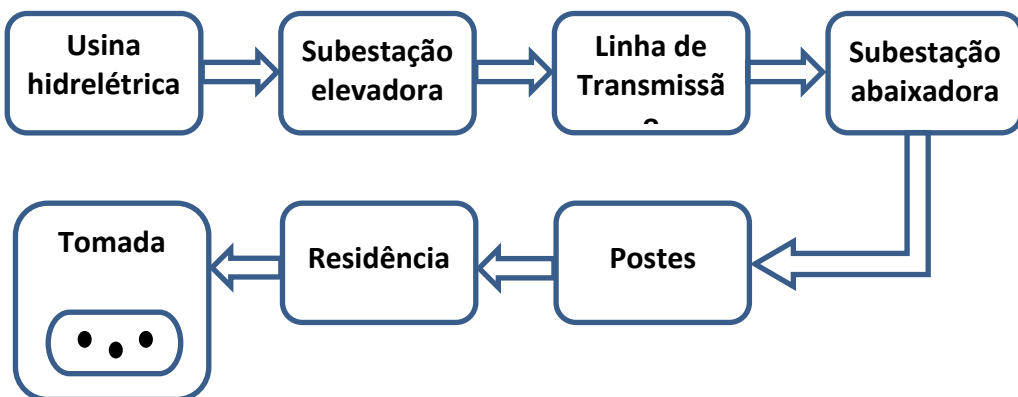 Usina
hidrelétrica
Subestação
elevadora
Linha de
Transmissã
o
Subestação
abaixadora
Tomada
Residência
Postes